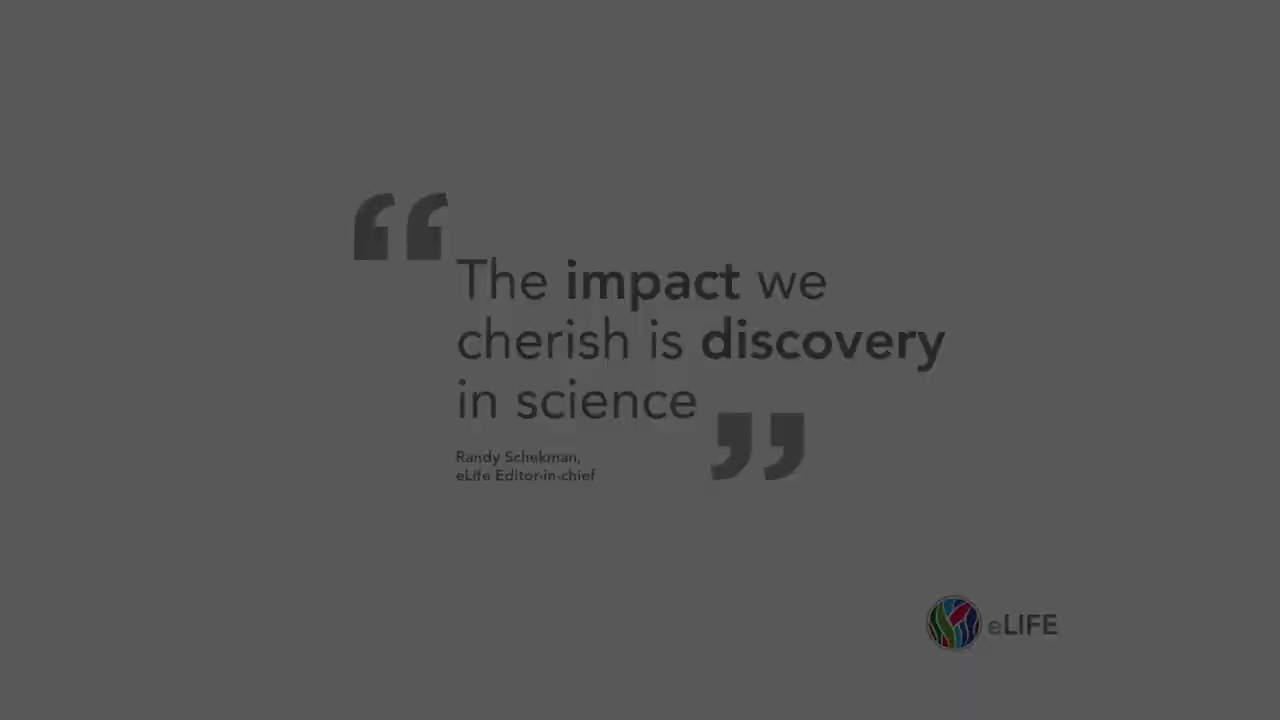 “The impact we
cherish is discovery
in science”
Randy Schekman,
eLife Editor-in-chief
eLIFE